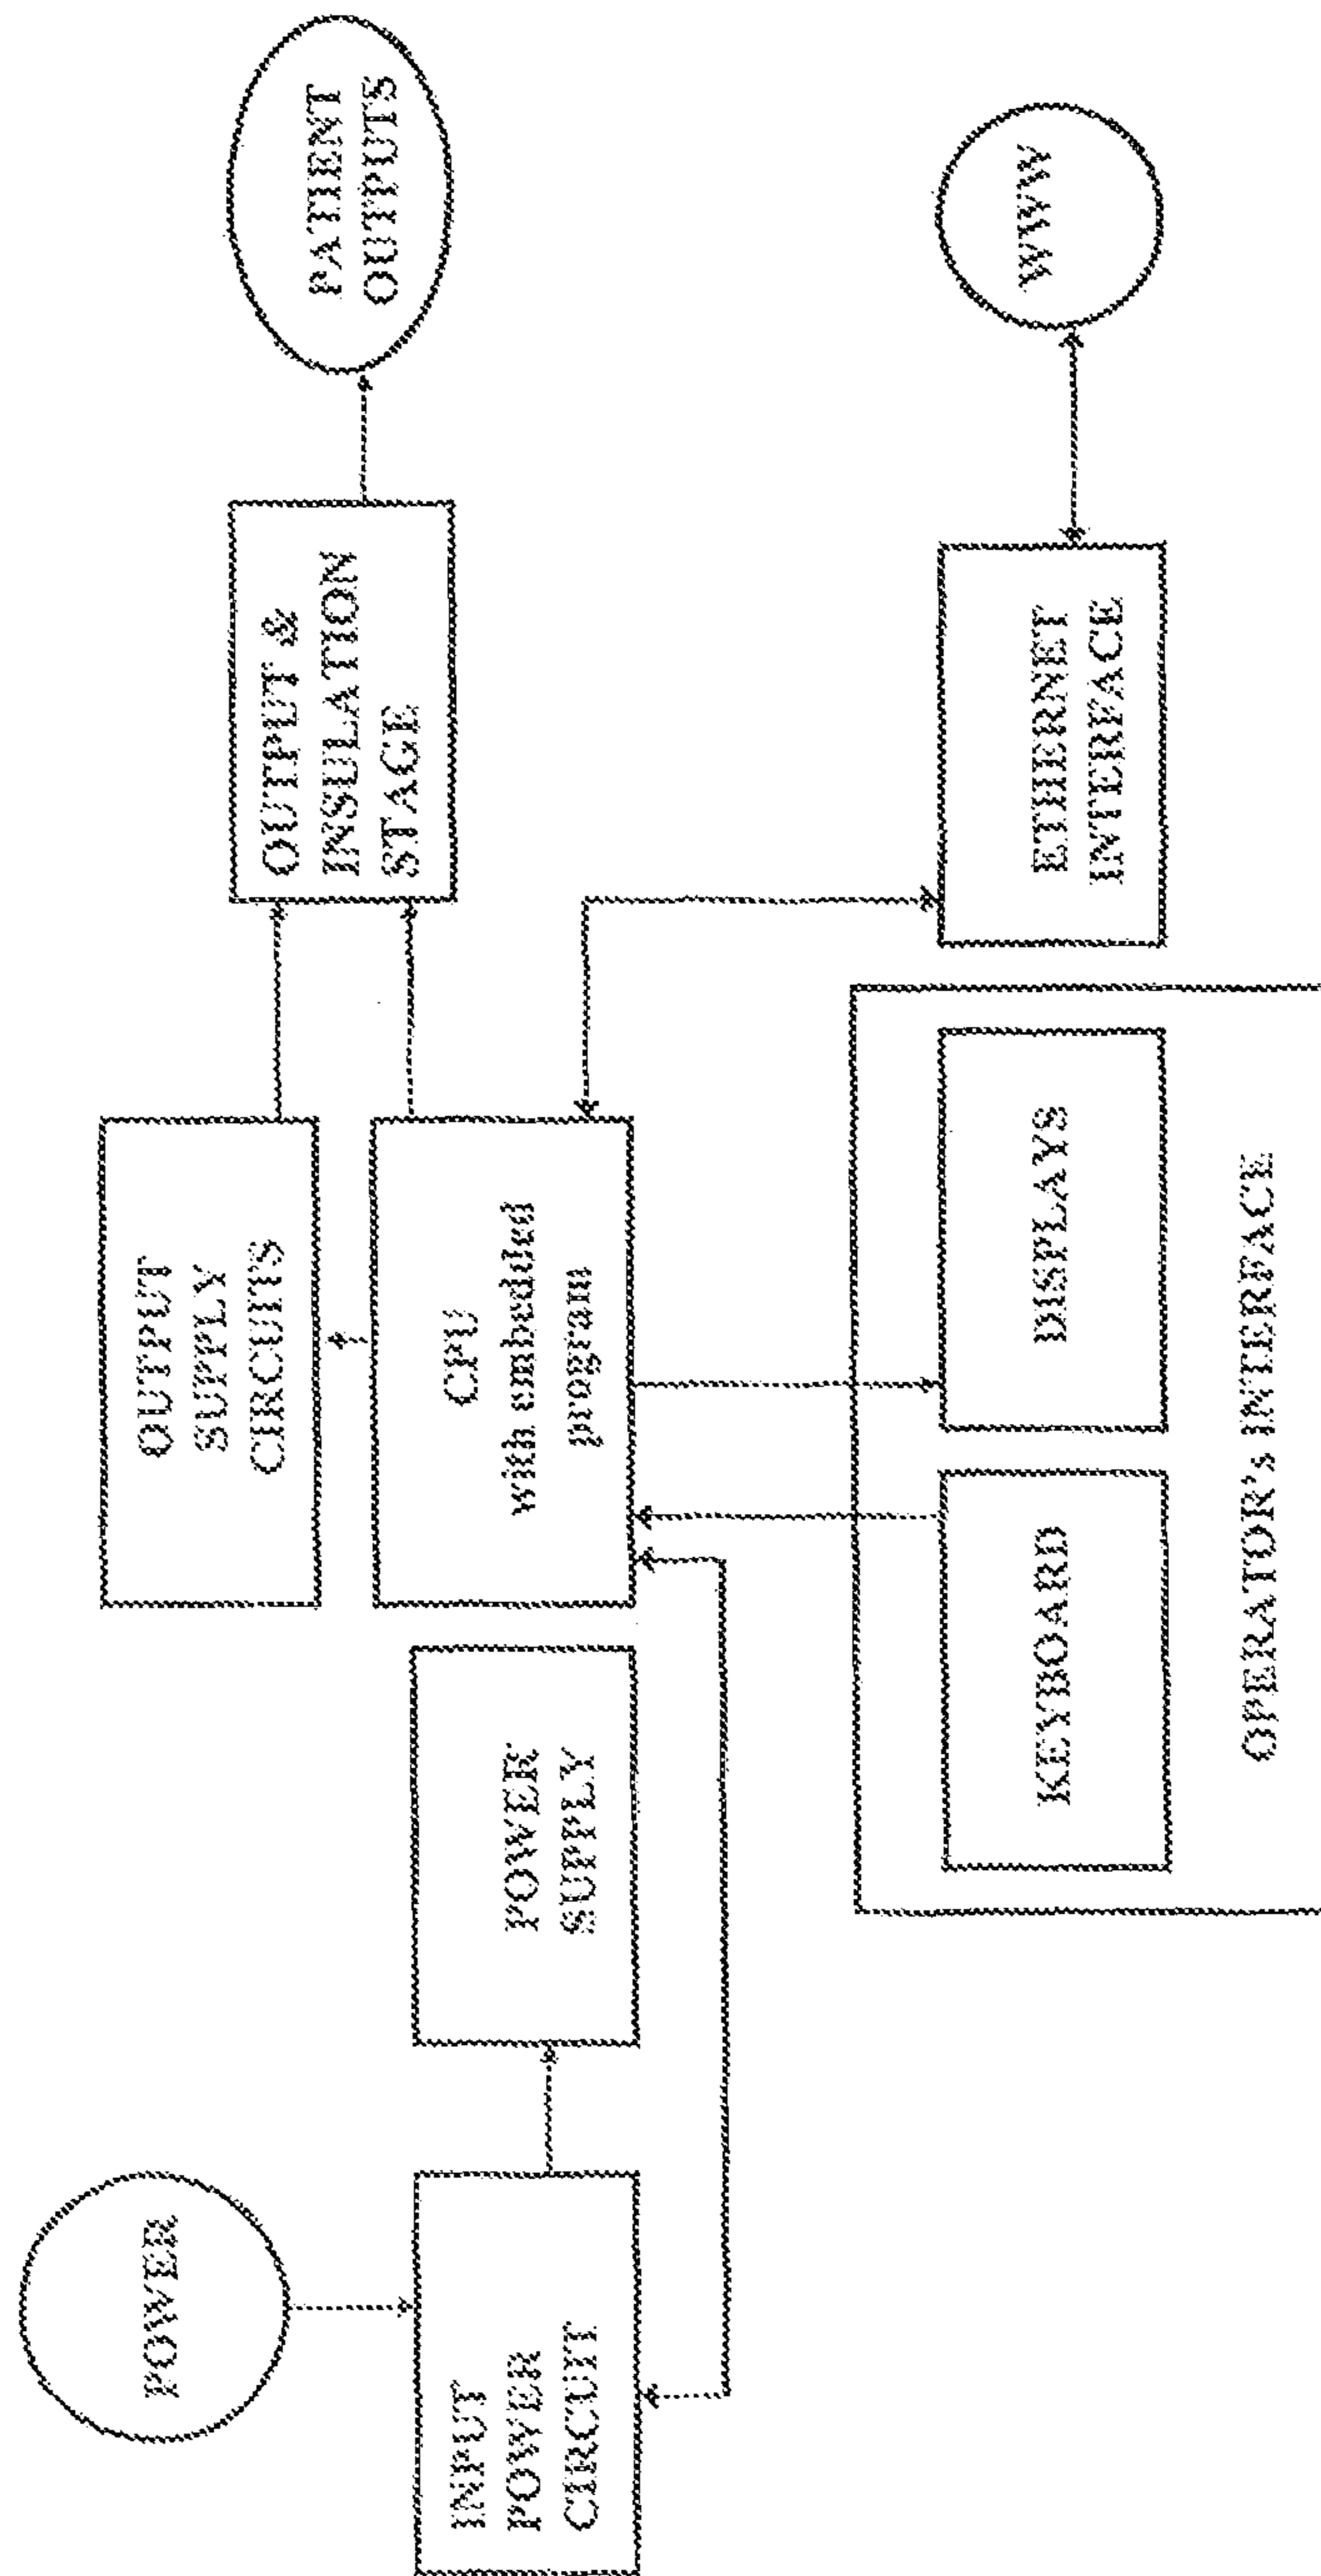 POWER
INPUT
POWER
CIRCUIT
POWER
SUPPLY
OUTPUT
SUPPLY
CIRCUITS
CPU
with embedded
program
OUTPUT &
INSULATION
STAGE
PATIENT
OUTPUTS
KEYBOARD
DISPLAYS
OPERATOR's INTERFACE
ETHERNET
INTERFACE
WWW